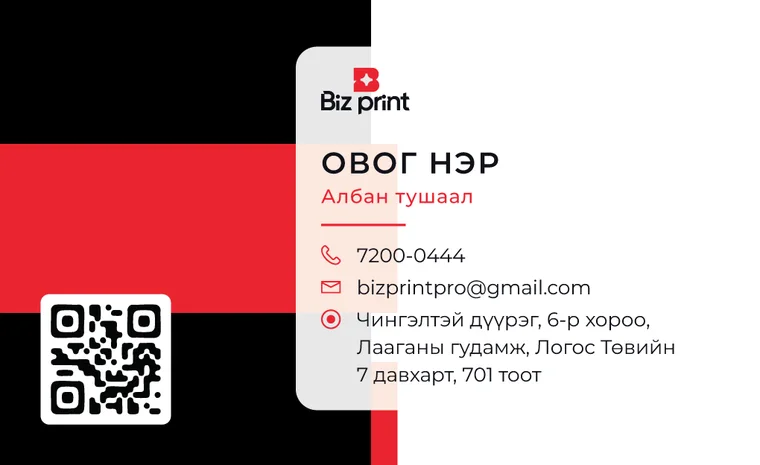 Biz print
ОВОГ НЭР
Албан тушаал
7200-0444
bizprintpro@gmail.com
Чингэлтэй дүүрэг, 6-р хороо,
Лааганы гудамж, Логос Төвийн
7 давхарт, 701 тоот